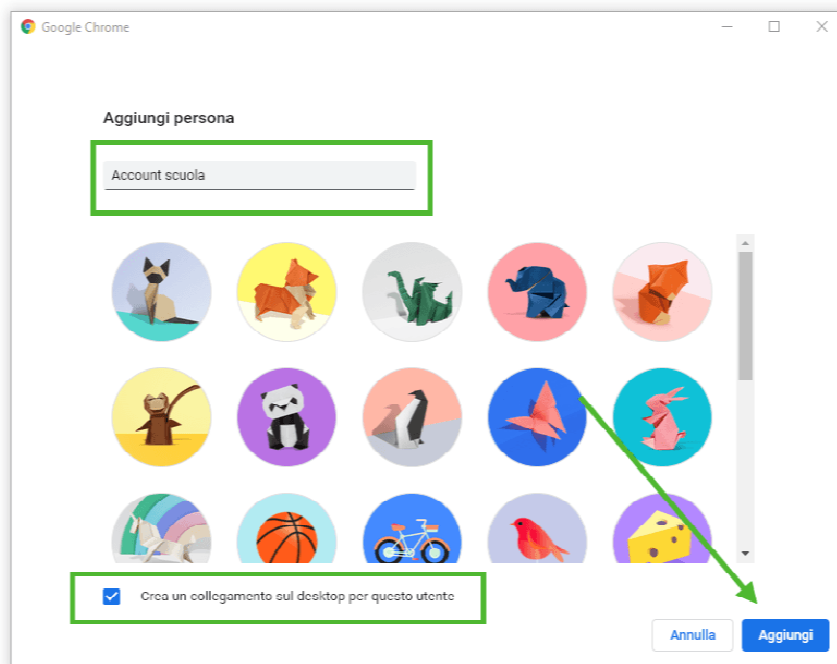 Google Chrome
Aggiungi persona
Account scuola
Crea un collegamento sul desktop per questo utente
Annulla
Aggiungi